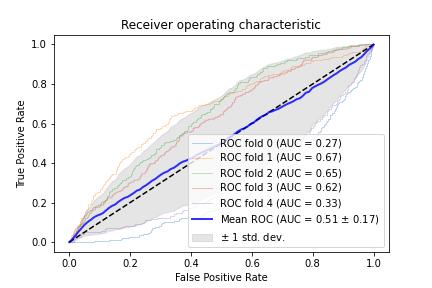 Receiver operating characteristic
True Positive Rate
1.0
0.8
0.6
0.4
0.2
0.0
ROC fold 0 (AUC = 0.27)
ROC fold 1 (AUC = 0.67)
ROC fold 2 (AUC = 0.65)
ROC fold 3 (AUC = 0.62)
ROC fold 4 (AUC = 0.33)
Mean ROC (AUC = 0.51 ± 0.17)
± 1 std. dev.
0.0 0.2 0.4 0.6 0.8 1.0
False Positive Rate